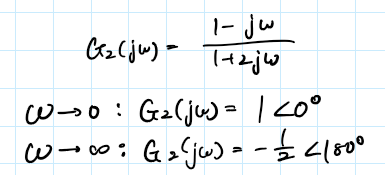 G₂(jω) = (1 - jω)/(1+2jω)
ω → 0 : G₂(jω) = 1 ∠0°
ω → ∞ : G₂(jω) = -1/2 ∠180°